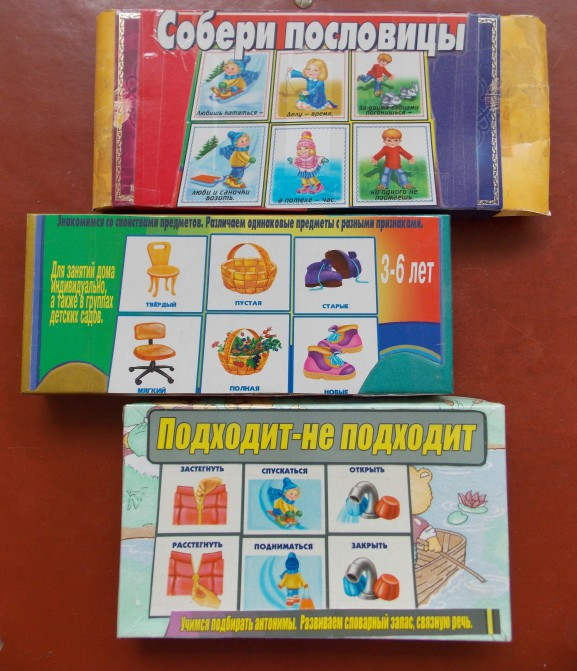 Собери пословицы
Любишь кататься –
делу – время,
За двумя зайцами
погонишься –
люби и саночки
возить.
а потехе – час.
ни одного не
поймаешь.
Знакомимся со свойствами предметов. Различаем одинаковые предметы с разными признаками.
Для занятий дома
индивидуально,
а также в группах
детских садов.
3-6 лет
ТВЁРДЫЙ
ПУСТАЯ
СТАРЫЕ
МЯГКИЙ
ПОЛНАЯ
НОВЫЕ
Подходит-не подходит
ЗАСТЕГНУТЬ
СПУСКАТЬСЯ
ОТКРЫТЬ
РАССТЕГНУТЬ
ПОДНИМАТЬСЯ
ЗАКРЫТЬ
Учимся подбирать антонимы. Развиваем словарный запас, связную речь.